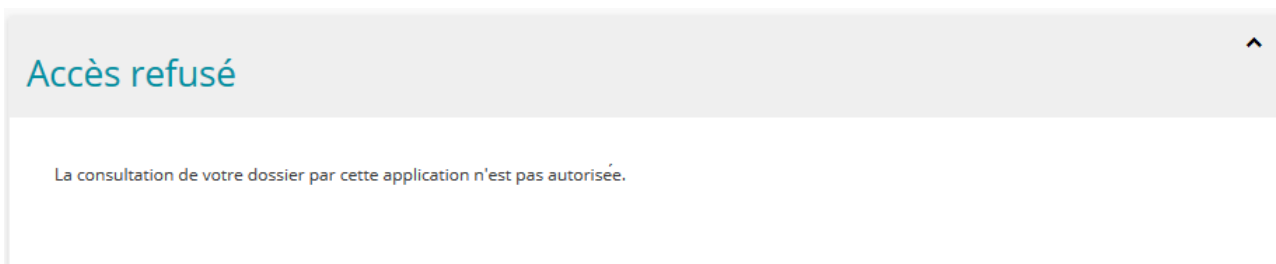 Accès refusé
La consultation de votre dossier par cette application n'est pas autorisée.